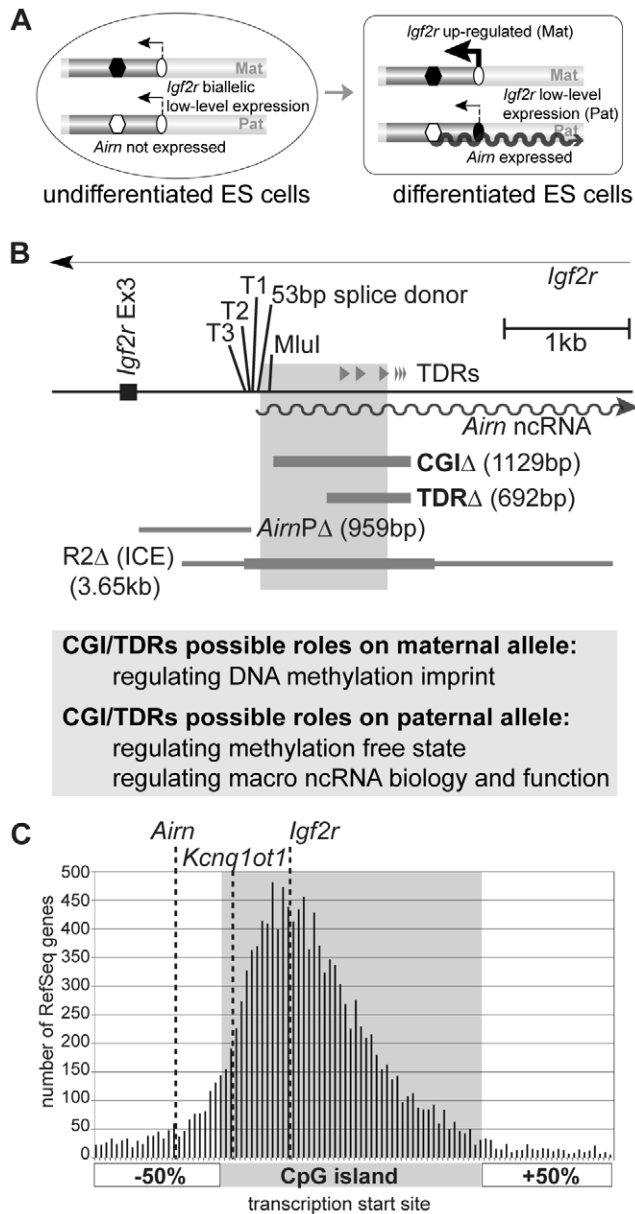 A
Igf2r up-regulated (Mat)
Mat
Igf2r biallelic
low-level expression
Pat
Airn not expressed
undifferentiated ES cells
Mat
Igf2r low-level
expression (Pat)
Pat
Airn expressed
differentiated ES cells
B
Igf2r
Igf2r Ex3
T1
T2
T3
53bp splice donor
MluI
1kb
TDRs
Airn ncRNA
CGIΔ (1129bp)
TDRΔ (692bp)
AirnPΔ (959bp)
R2Δ (ICE)
(3.65kb)
CGI/TDRs possible roles on maternal allele:
regulating DNA methylation imprint
CGI/TDRs possible roles on paternal allele:
regulating methylation free state
regulating macro ncRNA biology and function
C
Airn
Kcnq1ot1
Igf2r
number of RefSeq genes
500
450
400
350
300
250
200
150
100
50
0
-50%
CpG island
+50%
transcription start site